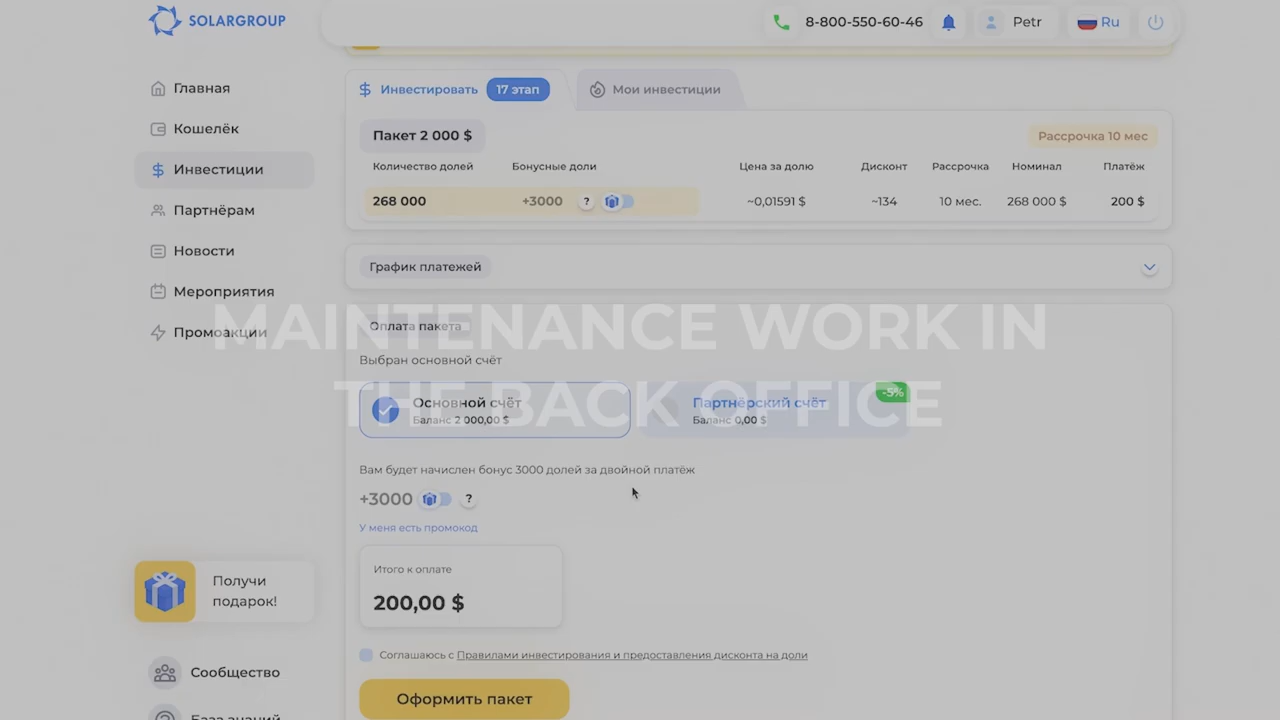 SOLARGROUP
8-800-550-60-46
Petr
Ru
Главная
Кошелёк
Инвестиции
Партнёрам
Новости
Мероприятия
Промоакции
Получи
подарок!
Сообщество
База знаний
Инвестировать
17 этап
Мои инвестиции
Пакет 2 000 $
Рассрочка 10 мес
Количество долей
Бонусные доли
Цена за долю
Дисконт
Рассрочка
Номинал
Платёж
268 000
+3000
?
~0,01591 $
~134
10 мес.
268 000 $
200 $
График платежей
MAINTENANCE WORK IN
THE BACK OFFICE
Оплата пакета
Выбран основной счёт
Основной счёт
Баланс 2 000,00 $
Партнёрский счёт
Баланс 0,00 $
-5%
Вам будет начислен бонус 3000 долей за двойной платёж
+3000
?
У меня есть промокод
Итого к оплате
200,00 $
Соглашаюсь с Правилами инвестирования и предоставления дисконта на доли
Оформить пакет